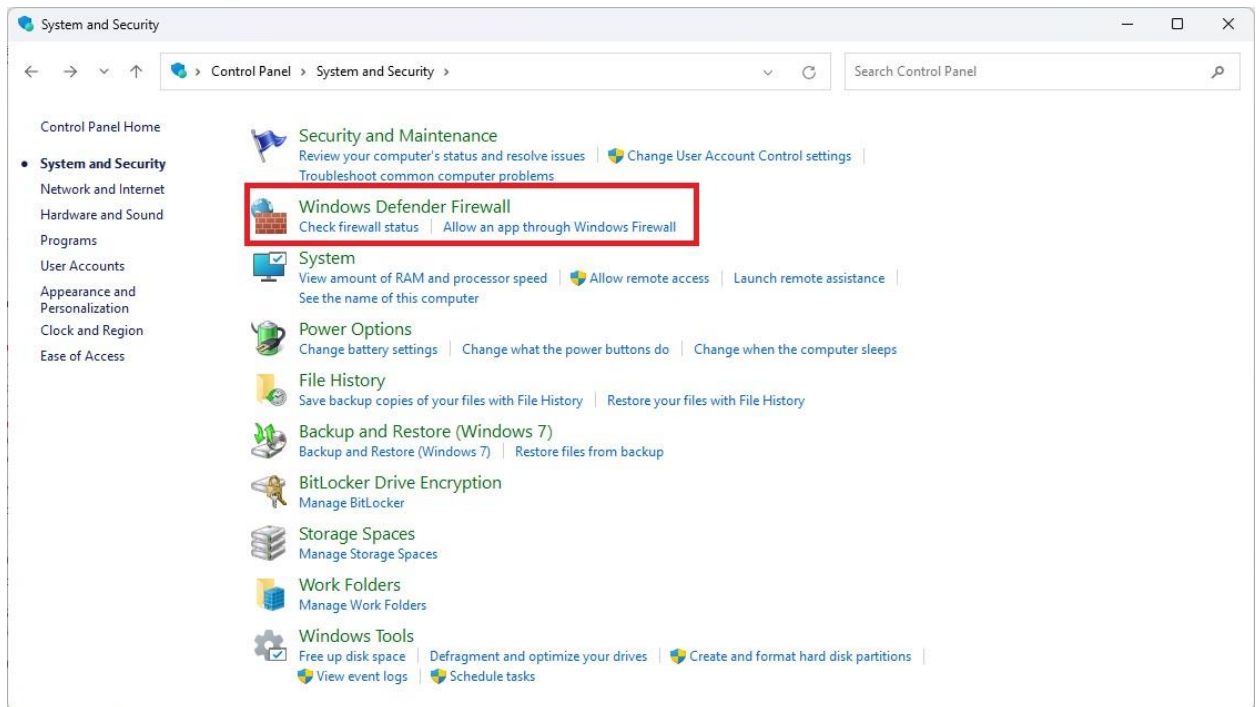 System and Security
Control Panel > System and Security >
Search Control Panel
Control Panel Home
System and Security
Network and Internet
Hardware and Sound
Programs
User Accounts
Appearance and
Personalization
Clock and Region
Ease of Access
Security and Maintenance
Review your computer's status and resolve issues
Change User Account Control settings
Troubleshoot common computer problems
Windows Defender Firewall
Check firewall status
Allow an app through Windows Firewall
System
View amount of RAM and processor speed
Allow remote access
Launch remote assistance
See the name of this computer
Power Options
Change battery settings
Change what the power buttons do
Change when the computer sleeps
File History
Save backup copies of your files with File History
Restore your files with File History
Backup and Restore (Windows 7)
Backup and Restore (Windows 7)
Restore files from backup
BitLocker Drive Encryption
Manage BitLocker
Storage Spaces
Manage Storage Spaces
Work Folders
Manage Work Folders
Windows Tools
Free up disk space
Defragment and optimize your drives
Create and format hard disk partitions
View event logs
Schedule tasks